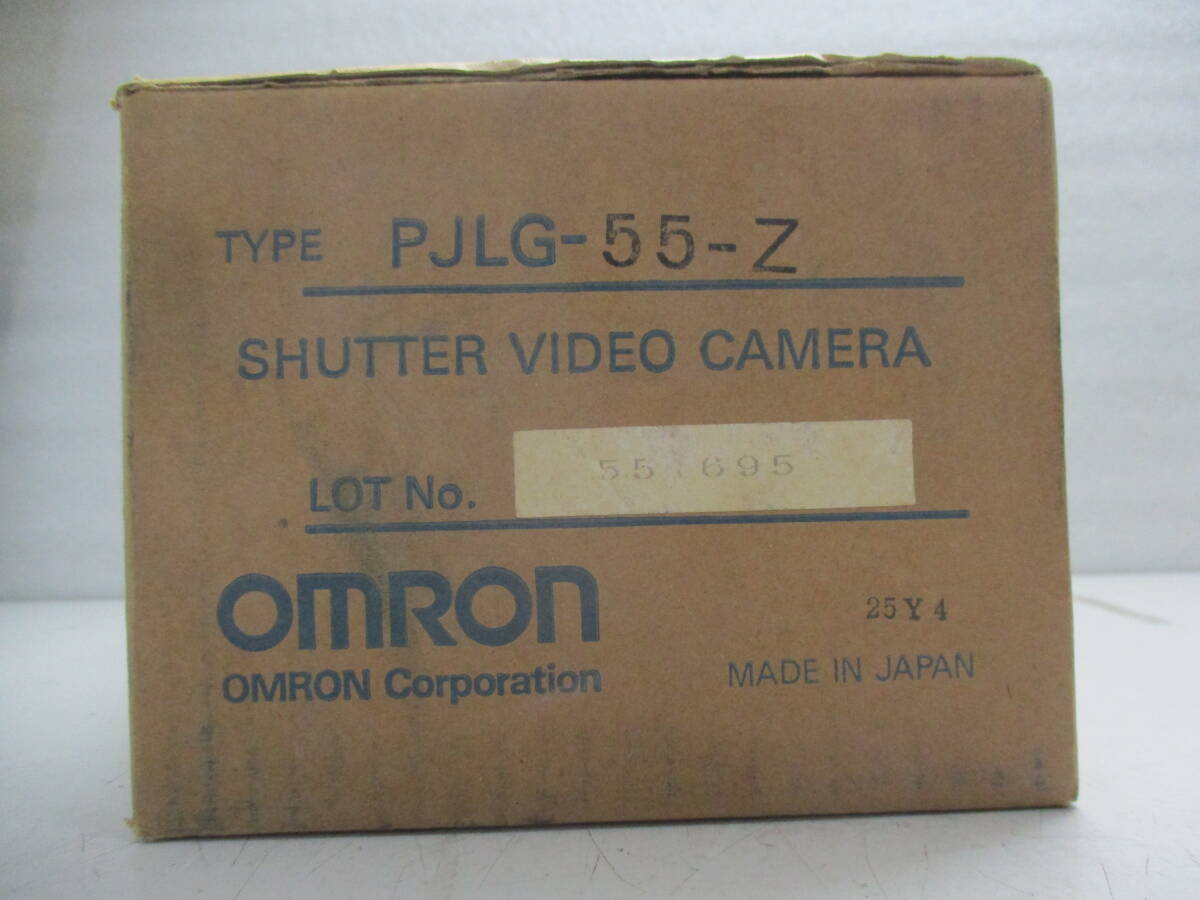 TYPE PJLG-55-Z
SHUTTER VIDEO CAMERA
LOT No. 55.695
OMRON
OMRON Corporation
25Y4
MADE IN JAPAN